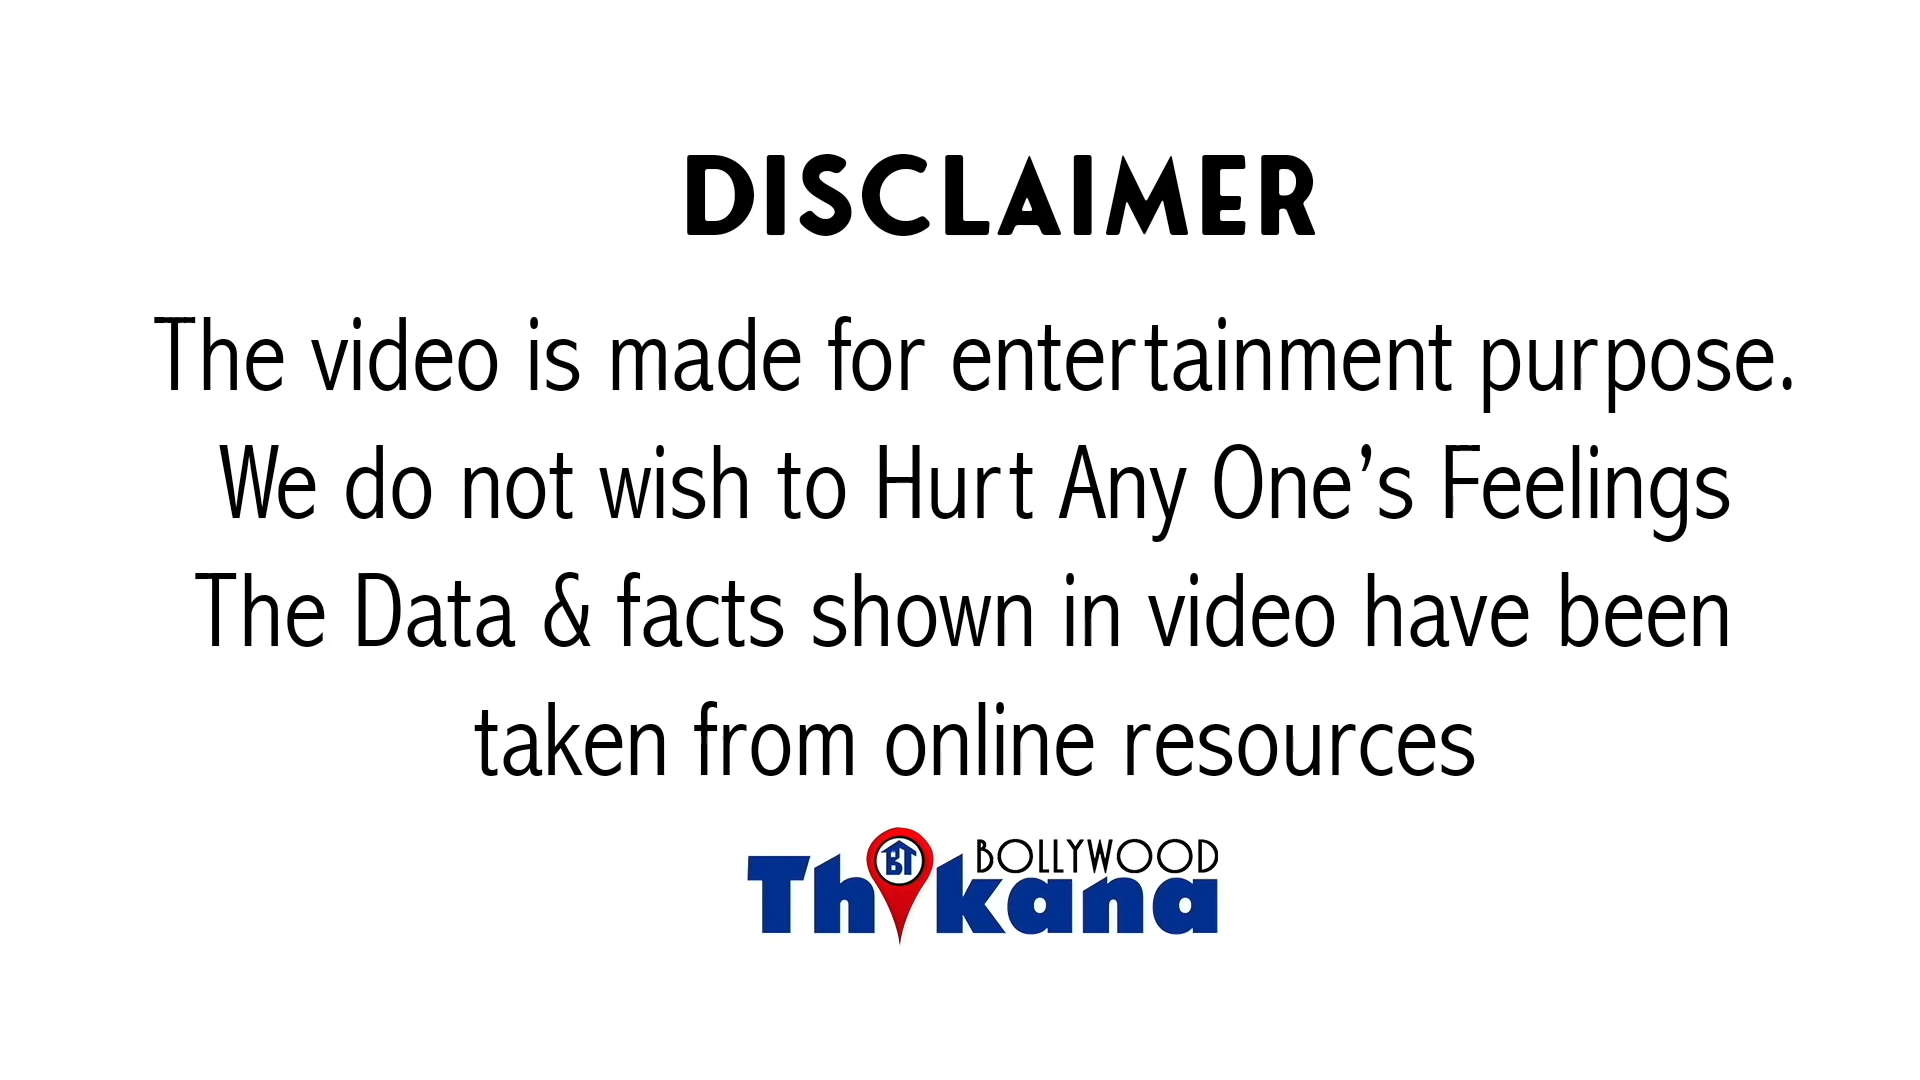 DISCLAIMER
The video is made for entertainment purpose.
We do not wish to Hurt Any One’s Feelings
The Data & facts shown in video have been
taken from online resources
BT
BOLLYWOOD
Thikana